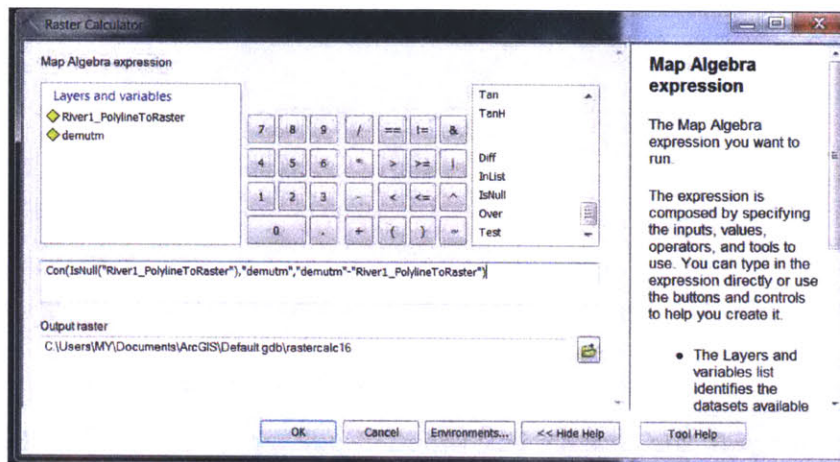 Raster Calculator
Map Algebra expression
Layers and variables
River1_PolylineToRaster
demutm
7 8 9 / == != &
4 5 6 * > >= |
1 2 3 - < <= ^
0 . + ( ) ~
Tan
TanH
Diff
InList
IsNull
Over
Test
Con(IsNull("River1_PolylineToRaster"),"demutm","demutm"-"River1_PolylineToRaster")
Output raster
C:\Users\MY\Documents\ArcGIS\Default.gdb\rastercalc16
OK
Cancel
Environments...
<< Hide Help
Tool Help
Map Algebra
expression
The Map Algebra
expression you want to
run.
The expression is
composed by specifying
the inputs, values,
operators, and tools to
use. You can type in the
expression directly or use
the buttons and controls
to help you create it.
• The Layers and
variables list
identifies the
datasets available